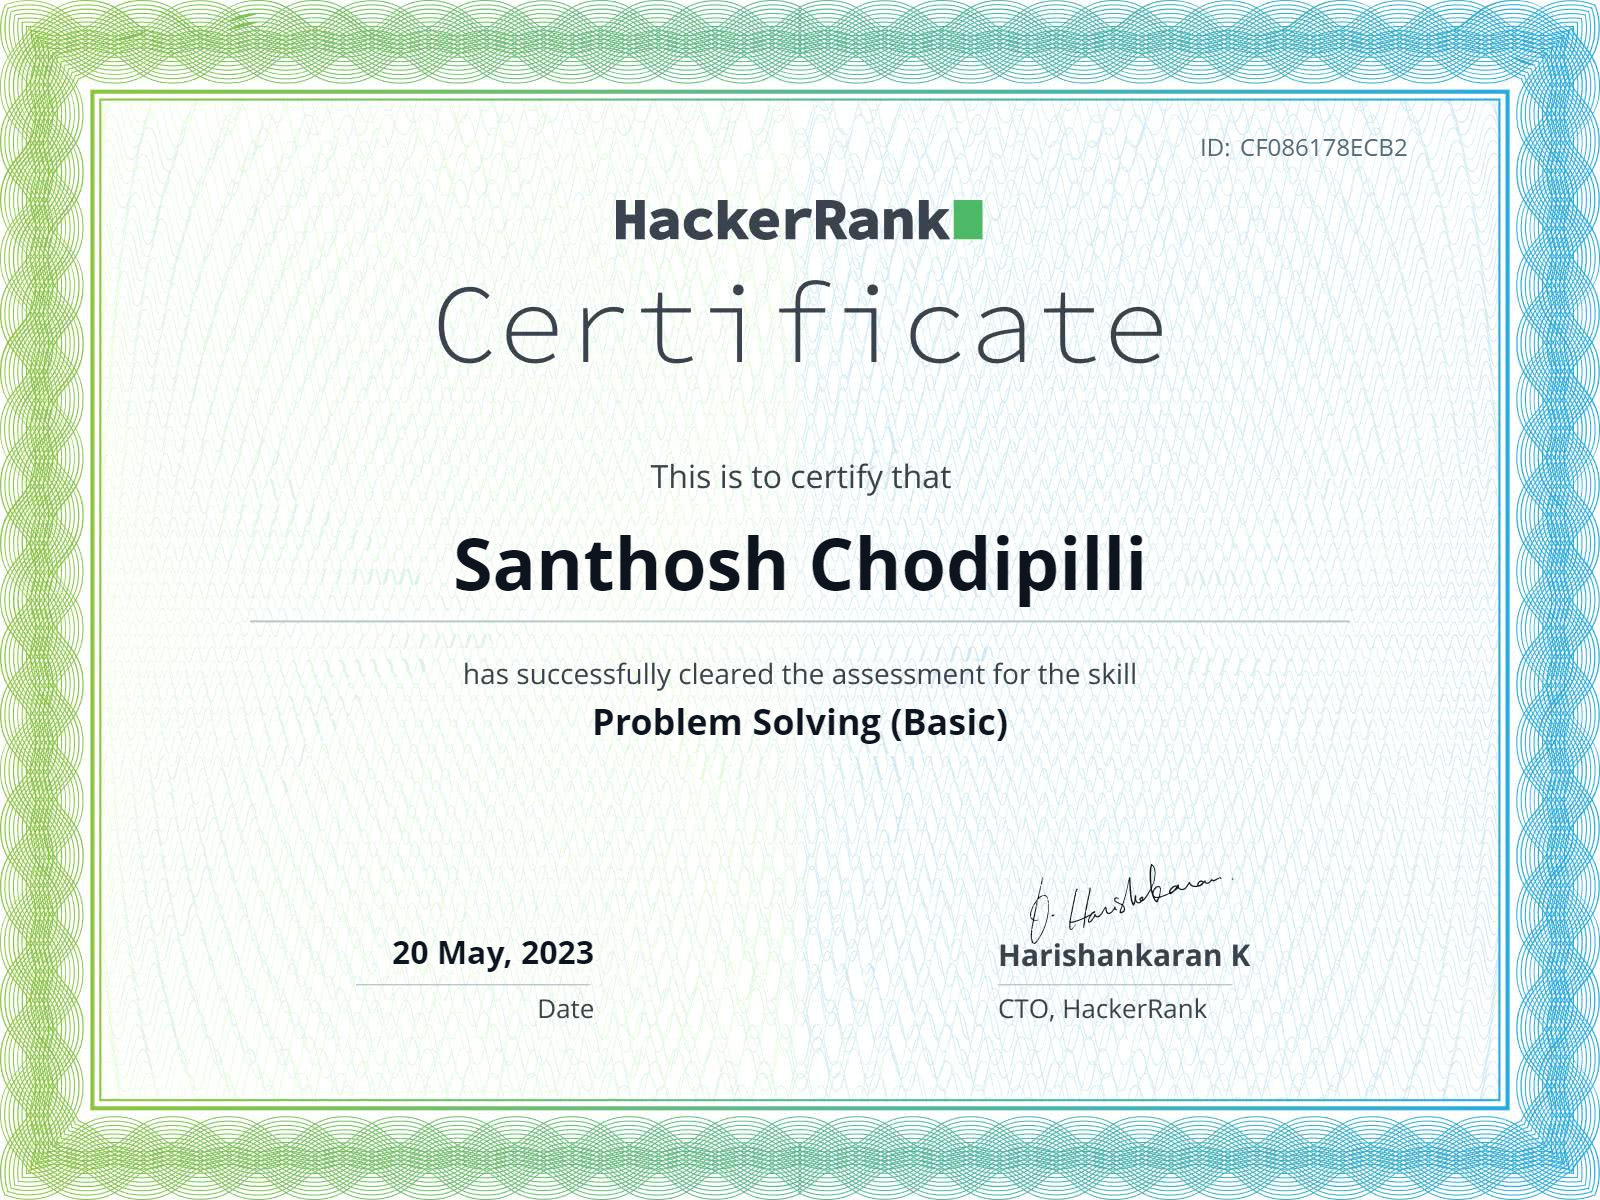 ID: CF086178ECB2
HackerRank
Certificate
This is to certify that
Santhosh Chodipilli
has successfully cleared the assessment for the skill
Problem Solving (Basic)
20 May, 2023
Date
Harishankaran K
CTO, HackerRank